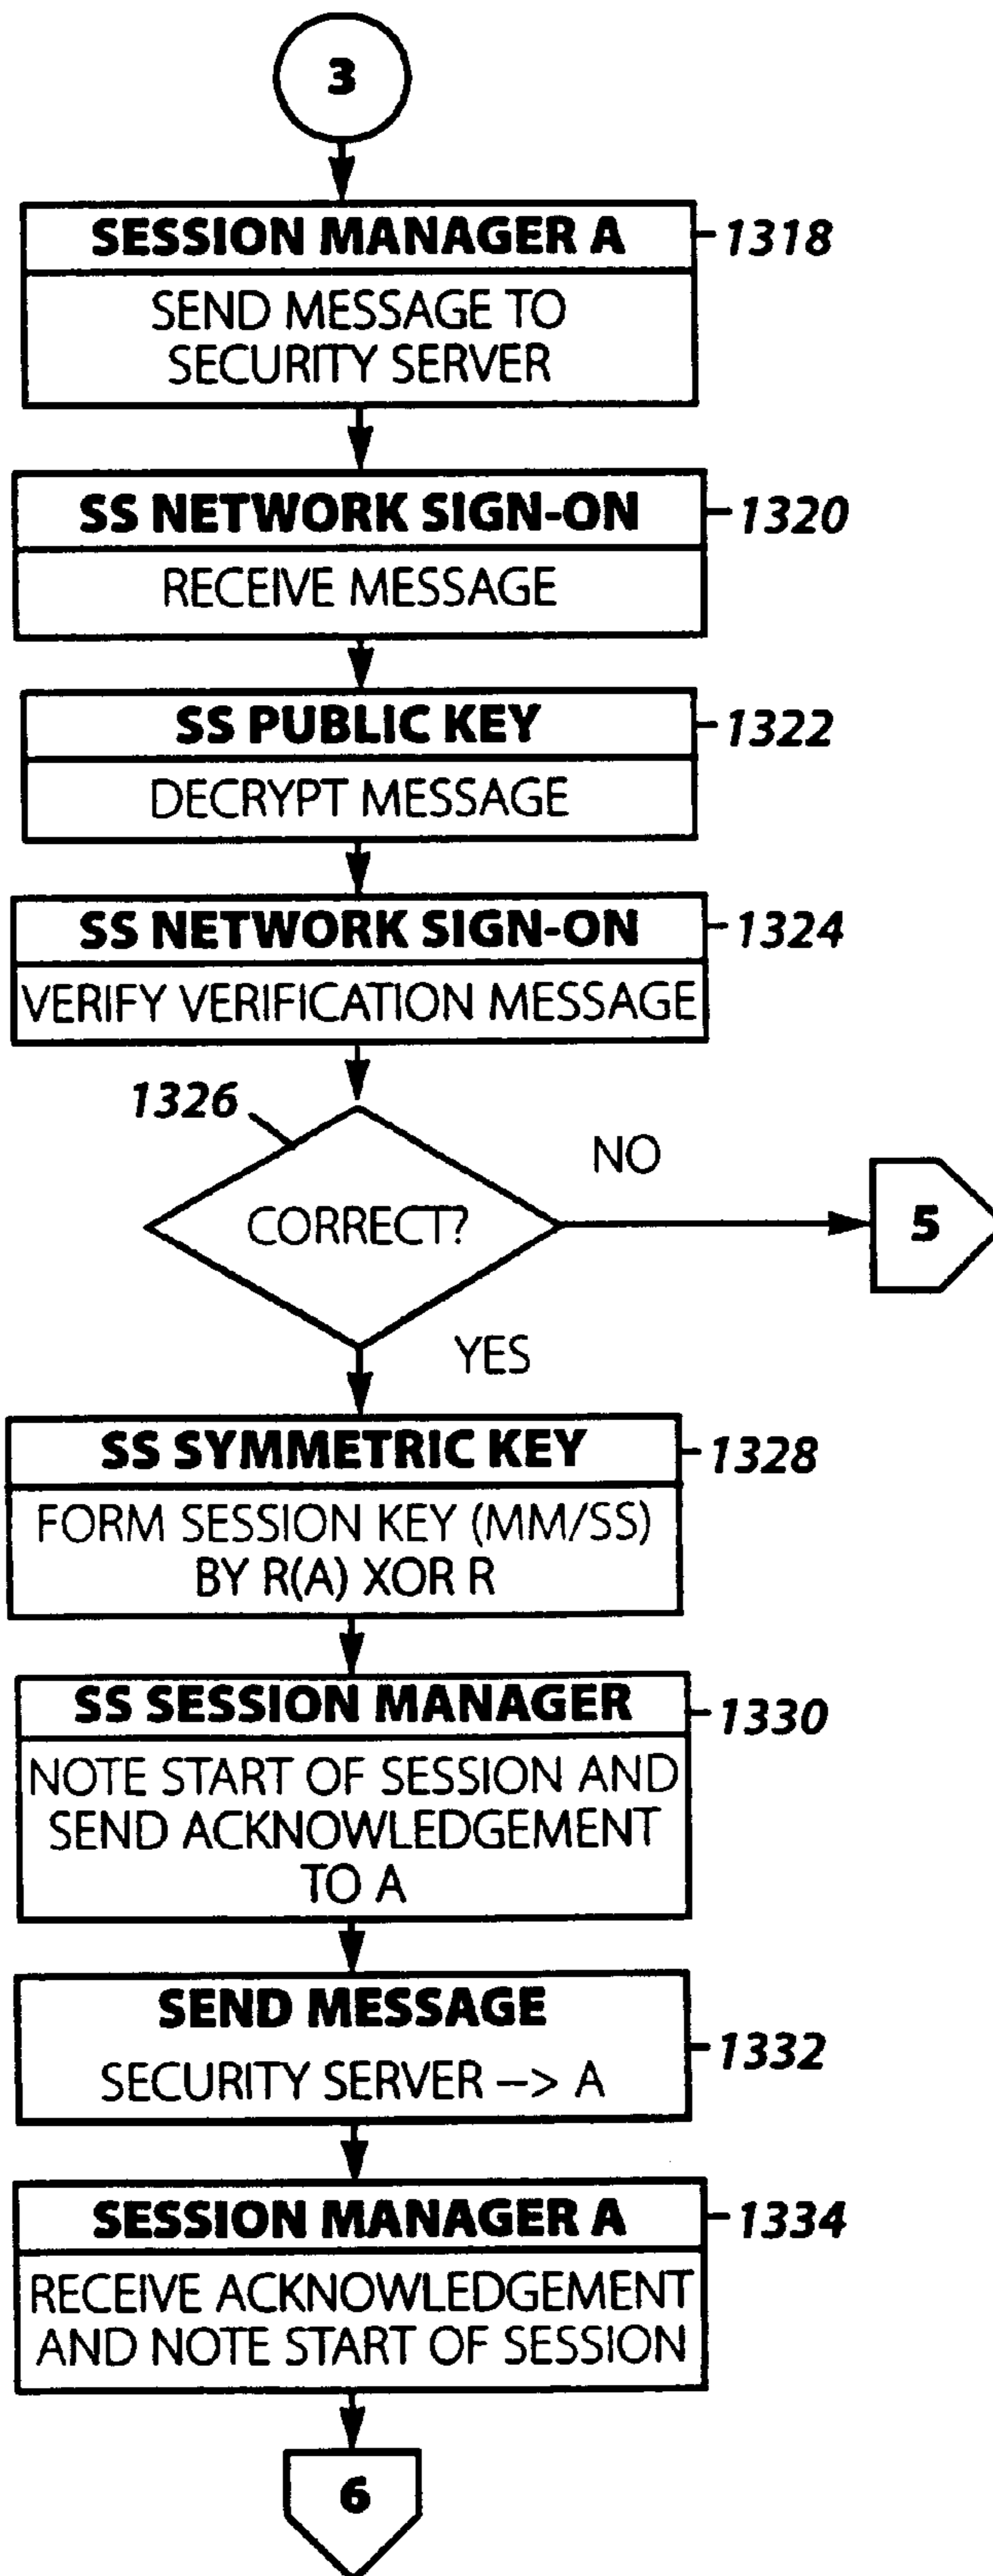 3
SESSION MANAGER A
1318
SEND MESSAGE TO
SECURITY SERVER
SS NETWORK SIGN-ON
1320
RECEIVE MESSAGE
SS PUBLIC KEY
1322
DECRYPT MESSAGE
SS NETWORK SIGN-ON
1324
VERIFY VERIFICATION MESSAGE
1326
CORRECT?
NO
5
YES
SS SYMMETRIC KEY
1328
FORM SESSION KEY (MM/SS)
BY R(A) XOR R
SS SESSION MANAGER
1330
NOTE START OF SESSION AND
SEND ACKNOWLEDGEMENT
TO A
SEND MESSAGE
1332
SECURITY SERVER --> A
SESSION MANAGER A
1334
RECEIVE ACKNOWLEDGEMENT
AND NOTE START OF SESSION
6